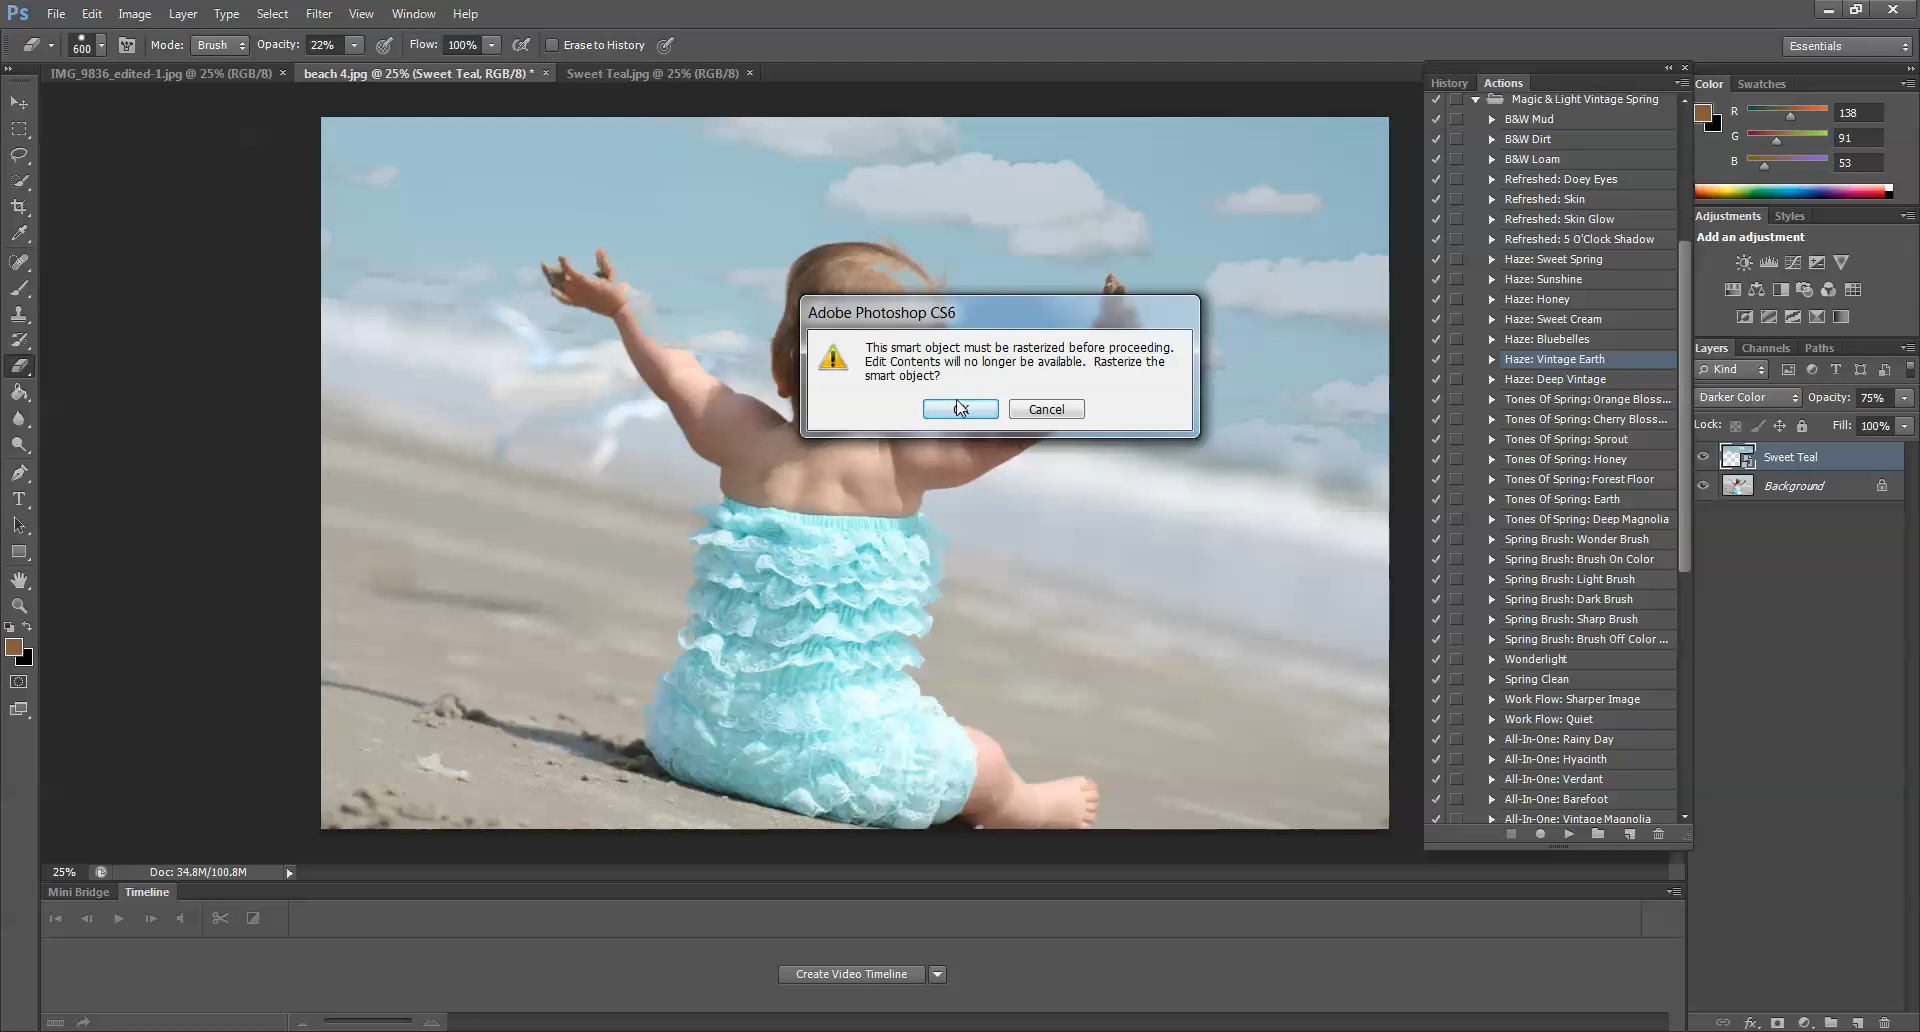 Ps File Edit Image Layer Type Select Filter View Window Help
600 Mode: Brush Opacity: 22% Flow: 100% Erase to History Essentials
IMG_9836_edited-1.jpg @ 25% (RGB/8) × beach 4.jpg @ 25% (Sweet Teal, RGB/8) * × Sweet Teal.jpg @ 25% (RGB/8) ×
History Actions
Magic & Light Vintage Spring
B&W Mud
B&W Dirt
B&W Loam
Refreshed: Doey Eyes
Refreshed: Skin
Refreshed: Skin Glow
Refreshed: 5 O'Clock Shadow
Haze: Sweet Spring
Haze: Sunshine
Haze: Honey
Haze: Sweet Cream
Haze: Bluebelles
Haze: Vintage Earth
Haze: Deep Vintage
Tones Of Spring: Orange Bloss...
Tones Of Spring: Cherry Bloss...
Tones Of Spring: Sprout
Tones Of Spring: Honey
Tones Of Spring: Forest Floor
Tones Of Spring: Earth
Tones Of Spring: Deep Magnolia
Spring Brush: Wonder Brush
Spring Brush: Brush On Color
Spring Brush: Light Brush
Spring Brush: Dark Brush
Spring Brush: Sharp Brush
Spring Brush: Brush Off Color ...
Wonderlight
Spring Clean
Work Flow: Sharper Image
Work Flow: Quiet
All-In-One: Rainy Day
All-In-One: Hyacinth
All-In-One: Verdant
All-In-One: Barefoot
All-In-One: Vintage Magnolia
Color Swatches
R 138
G 91
B 53
Adjustments Styles
Add an adjustment
Layers Channels Paths
Kind
Darker Color Opacity: 75%
Lock: Fill: 100%
Sweet Teal
Background
Adobe Photoshop CS6
This smart object must be rasterized before proceeding.
Edit Contents will no longer be available. Rasterize the
smart object?
Cancel
25% Doc: 34.8M/100.8M
Mini Bridge Timeline
Create Video Timeline